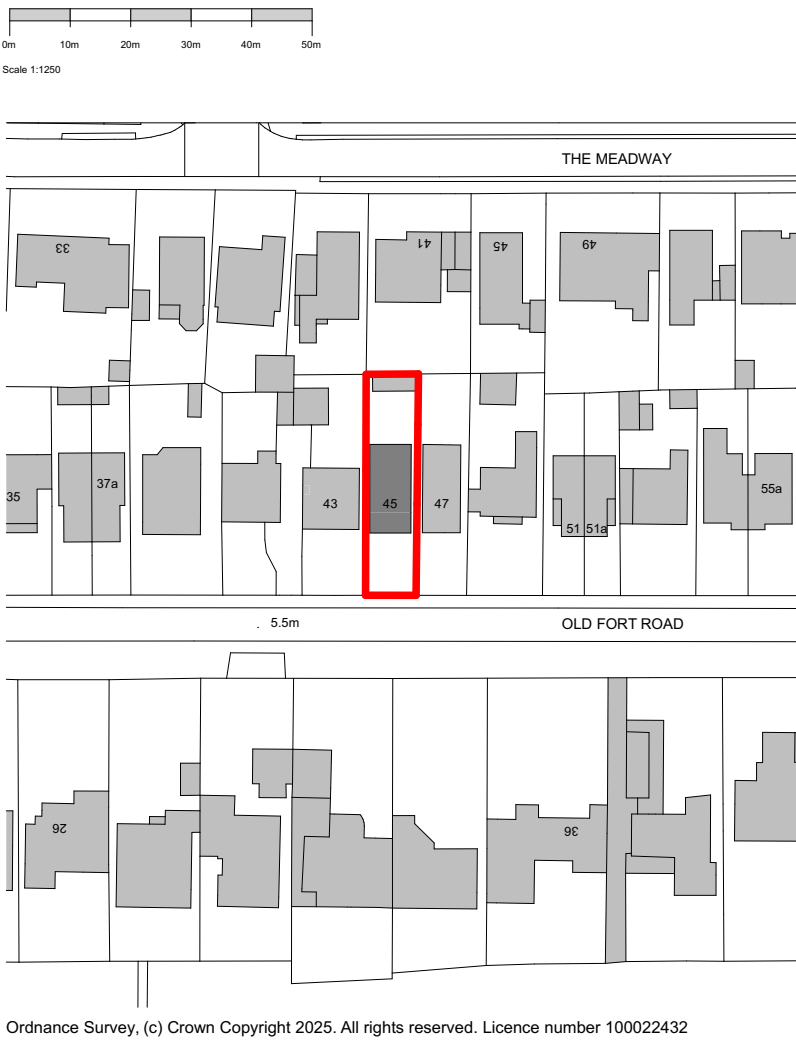 0m 10m 20m 30m 40m 50m
Scale 1:1250
THE MEADWAY
33 41 45 49
35 37a 43 45 47 51 51a 55a
5.5m OLD FORT ROAD
26 36
Ordnance Survey, (c) Crown Copyright 2025. All rights reserved. Licence number 100022432